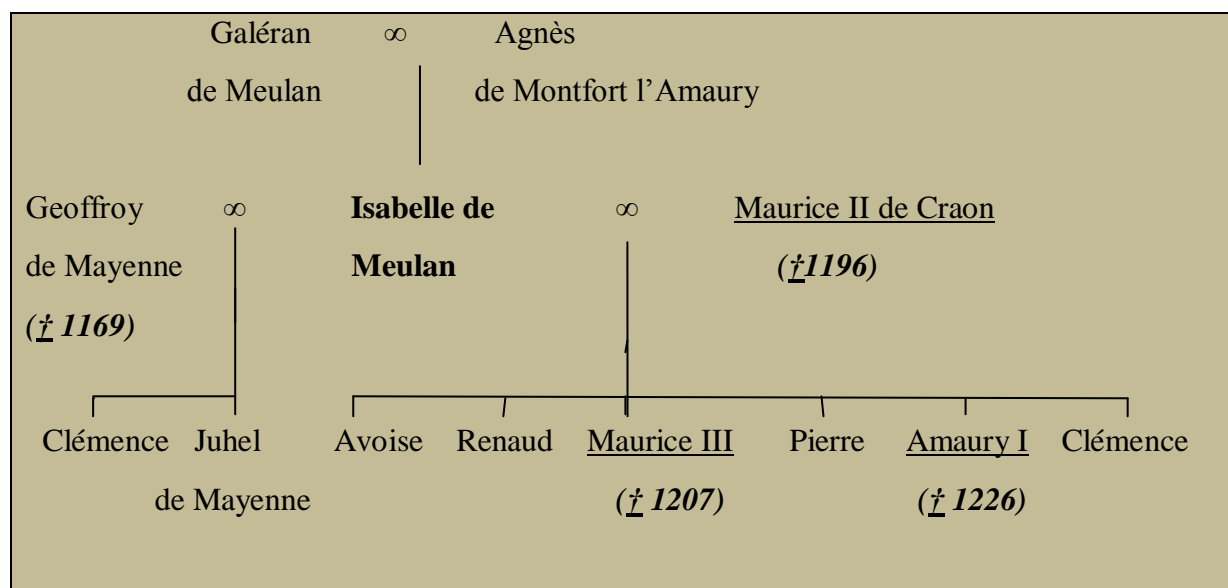 Galéran ∞ Agnès
de Meulan de Montfort l’Amaury
Geoffroy ∞ Isabelle de ∞ Maurice II de Craon
de Mayenne Meulan (†1196)
(† 1169)
Clémence Juhel Avoise Renaud Maurice III Pierre Amaury I Clémence
de Mayenne († 1207) († 1226)